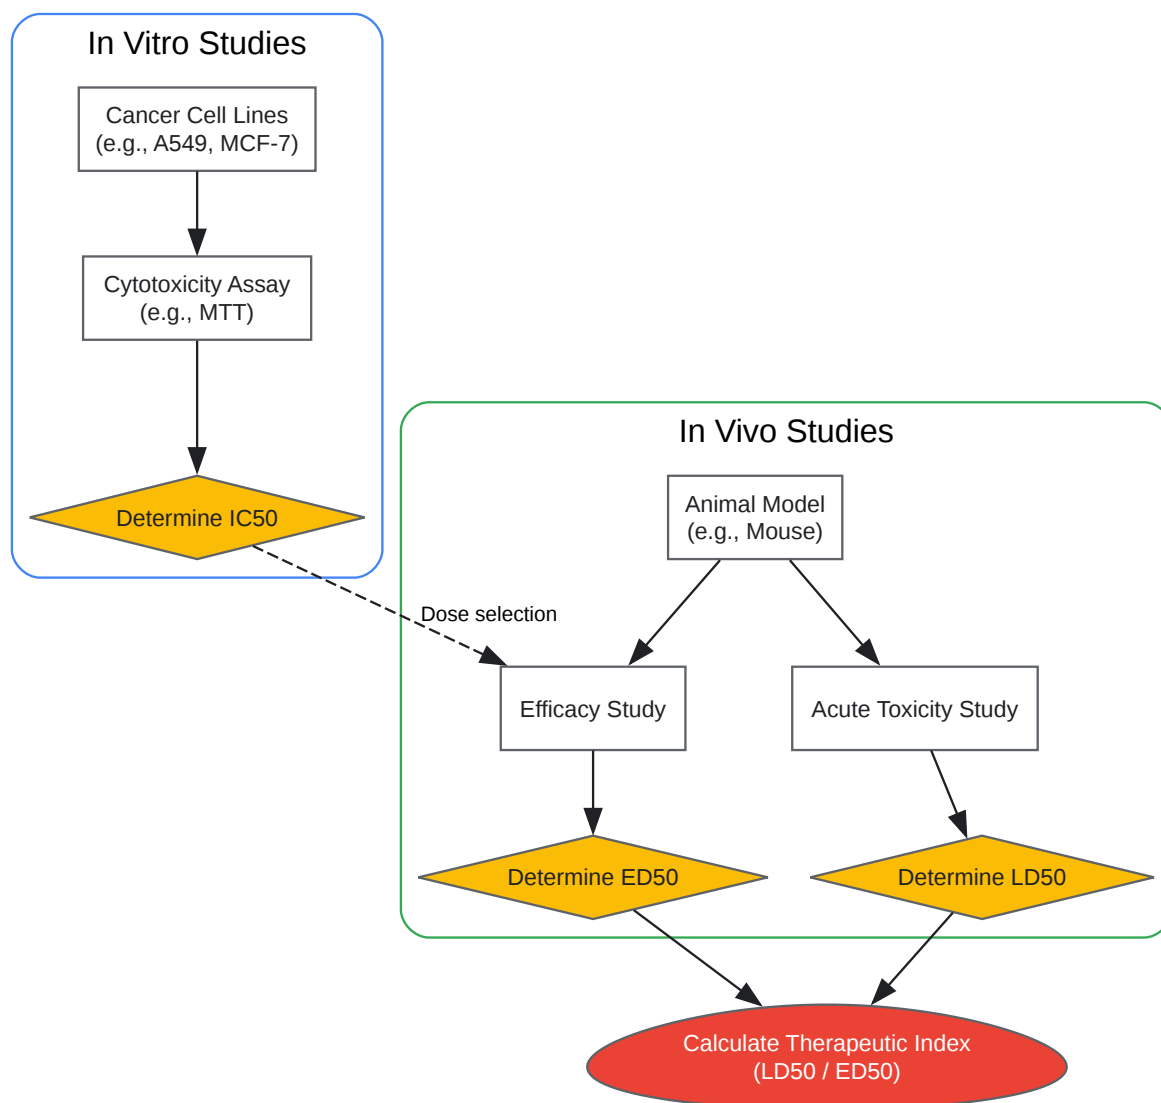 In Vitro Studies
Cancer Cell Lines
(e.g., A549, MCF-7)
Cytotoxicity Assay
(e.g., MTT)
Determine IC50
In Vivo Studies
Animal Model
(e.g., Mouse)
Dose selection
Efficacy Study
Acute Toxicity Study
Determine ED50
Determine LD50
Calculate Therapeutic Index
(LD50 / ED50)